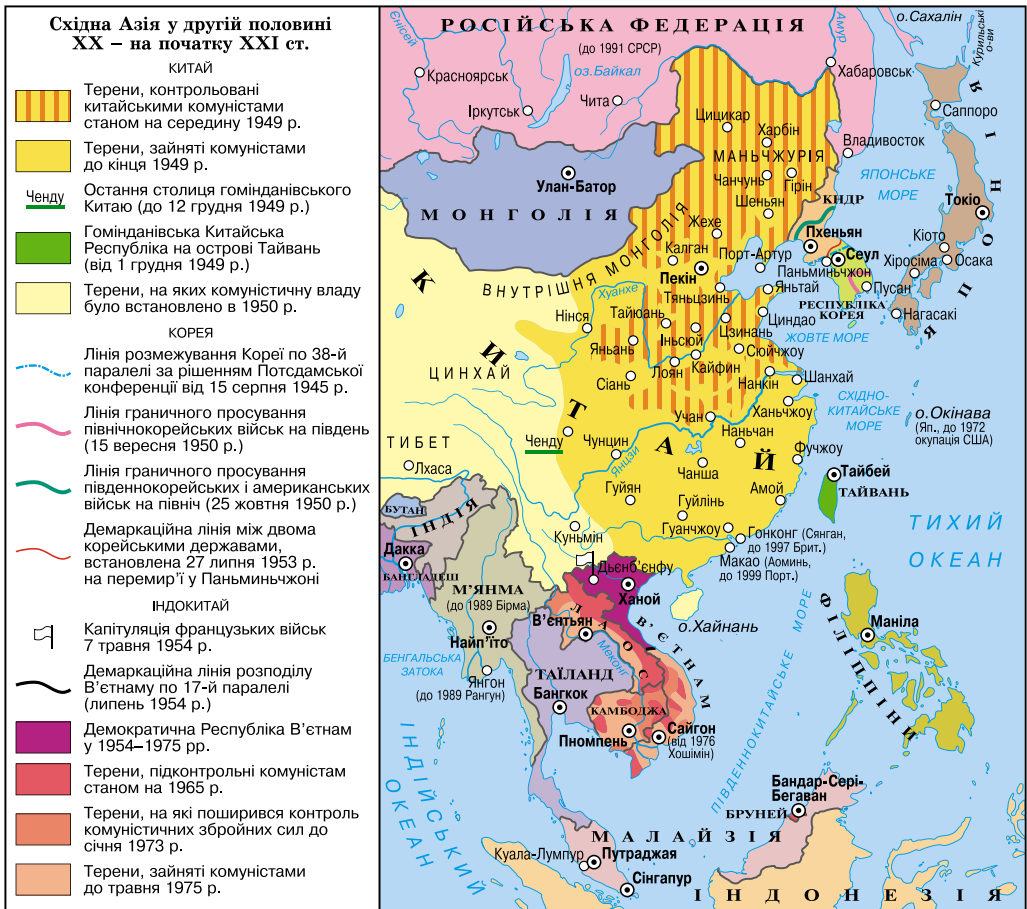 Східна Азія у другій половині
XX – на початку XXI ст.
КИТАЙ
Терени, контрольовані
китайськими комуністами
станом на середину 1949 р.
Терени, зайняті комуністами
до кінця 1949 р.
Ченду
Остання столиця гомінданівського
Китаю (до 12 грудня 1949 р.)
Гомінданівська Китайська
Республіка на острові Тайвань
(від 1 грудня 1949 р.)
Терени, на яких комуністичну владу
було встановлено в 1950 р.
КОРЕЯ
Лінія розмежування Кореї по 38-й
паралелі за рішенням Потсдамської
конференції від 15 серпня 1945 р.
Лінія граничного просування
північнокорейських військ на південь
(15 вересня 1950 р.)
Лінія граничного просування
південнокорейських і американських
військ на північ (25 жовтня 1950 р.)
Демаркаційна лінія між двома
корейськими державами,
встановлена 27 липня 1953 р.
на перемир'ї у Паньминьчжоні
ІНДОКИТАЙ
Капітуляція французьких військ
7 травня 1954 р.
Демаркаційна лінія розподілу
В'єтнаму по 17-й паралелі
(липень 1954 р.)
Демократична Республіка В'єтнам
у 1954–1975 рр.
Терени, підконтрольні комуністам
станом на 1965 р.
Терени, на які поширився контроль
комуністичних збройних сил до
січня 1973 р.
Терени, зайняті комуністами
до травня 1975 р.
РОСІЙСЬКА ФЕДЕРАЦІЯ
(до 1991 СРСР)
Єнісей
Красноярськ
оз.Байкал
Іркутськ
Чита
Амур
о.Сахалін
Курильські
о-ви
Хабаровськ
Саппоро
Владивосток
Цицикар
Харбін
МАНЬЧЖУРІЯ
Чанчунь
Гірін
Шеньян
Улан-Батор
МОНГОЛІЯ
ЯПОНСЬКЕ
МОРЕ
ЯПОНІЯ
Токіо
Кіото
Осака
Хіросіма
Нагасакі
КНДР
Пхеньян
Сеул
Паньминьчжон
Пусан
РЕСПУБЛІКА
КОРЕЯ
ЖОВТЕ МОРЕ
КИТАЙ
ВНУТРІШНЯ МОНГОЛІЯ
Жехе
Калган
Порт-Артур
Пекін
Тяньцзинь
Яньтай
Хуанхе
Нінся
Тайюань
Циндао
Цзинань
Яньань
Іньсюй
Сюйчжоу
ЦИНХАЙ
Сіань
Лоян
Кайфин
Нанкін
Шанхай
Ханьчжоу
СХІДНО-
КИТАЙСЬКЕ
МОРЕ
о.Окінава
(Яп., до 1972
окупація США)
Учан
Наньчан
Ченду
Чунцин
Янцзи
Чанша
Фучжоу
ТИБЕТ
Лхаса
Гуйян
Гуйлінь
Амой
Тайбей
ТАЙВАНЬ
Гуанчжоу
Куньмін
Гонконг (Сянган,
до 1997 Брит.)
Макао (Аоминь,
до 1999 Порт.)
ТИХИЙ
ОКЕАН
БУТАН
ІНДІЯ
Дакка
БАНГЛАДЕШ
М'ЯНМА
(до 1989 Бірма)
Найп'їто
Янгон
(до 1989 Рангун)
БЕНГАЛЬСЬКА
ЗАТОКА
Дьєнб'єнфу
Ханой
о.Хайнань
ЛАОС
В'єнтьян
В'ЄТНАМ
Меконг
ТАЇЛАНД
Бангкок
КАМБОДЖА
Пномпень
Сайгон
(від 1976
Хошімін)
ПІВДЕННОКИТАЙСЬКЕ МОРЕ
Маніла
ФІЛІППІНИ
ІНДІЙСЬКИЙ
ОКЕАН
Бандар-Сері-
Бегаван
БРУНЕЙ
МАЛАЙЗІЯ
Куала-Лумпур
Путраджая
Сінгапур
ІНДОНЕЗІЯ